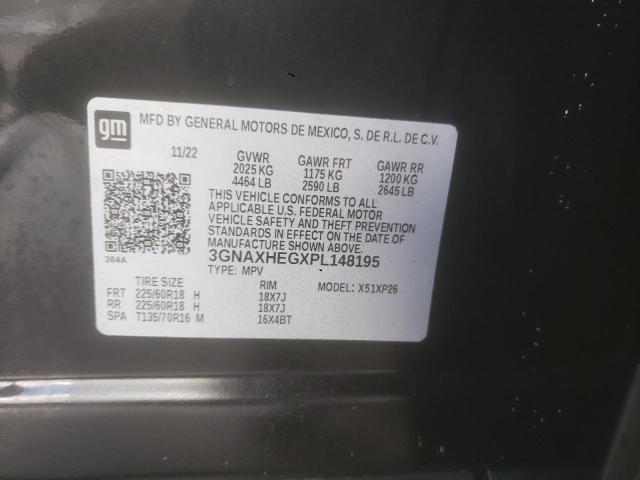 gm
MFD BY GENERAL MOTORS DE MEXICO, S. DE R.L. DE C.V.
11/22 GVWR GAWR FRT GAWR RR
2025 KG 1175 KG 1200 KG
4464 LB 2590 LB 2645 LB
THIS VEHICLE CONFORMS TO ALL
APPLICABLE U.S. FEDERAL MOTOR
VEHICLE SAFETY AND THEFT PREVENTION
STANDARDS IN EFFECT ON THE DATE OF
MANUFACTURE SHOWN ABOVE.
384A
3GNAXHEGXPL148195
TYPE: MPV MODEL: X51XP26
TIRE SIZE RIM
FRT 225/60R18 H 18X7J
RR 225/60R18 H 18X7J
SPA T135/70R16 M 16X4BT